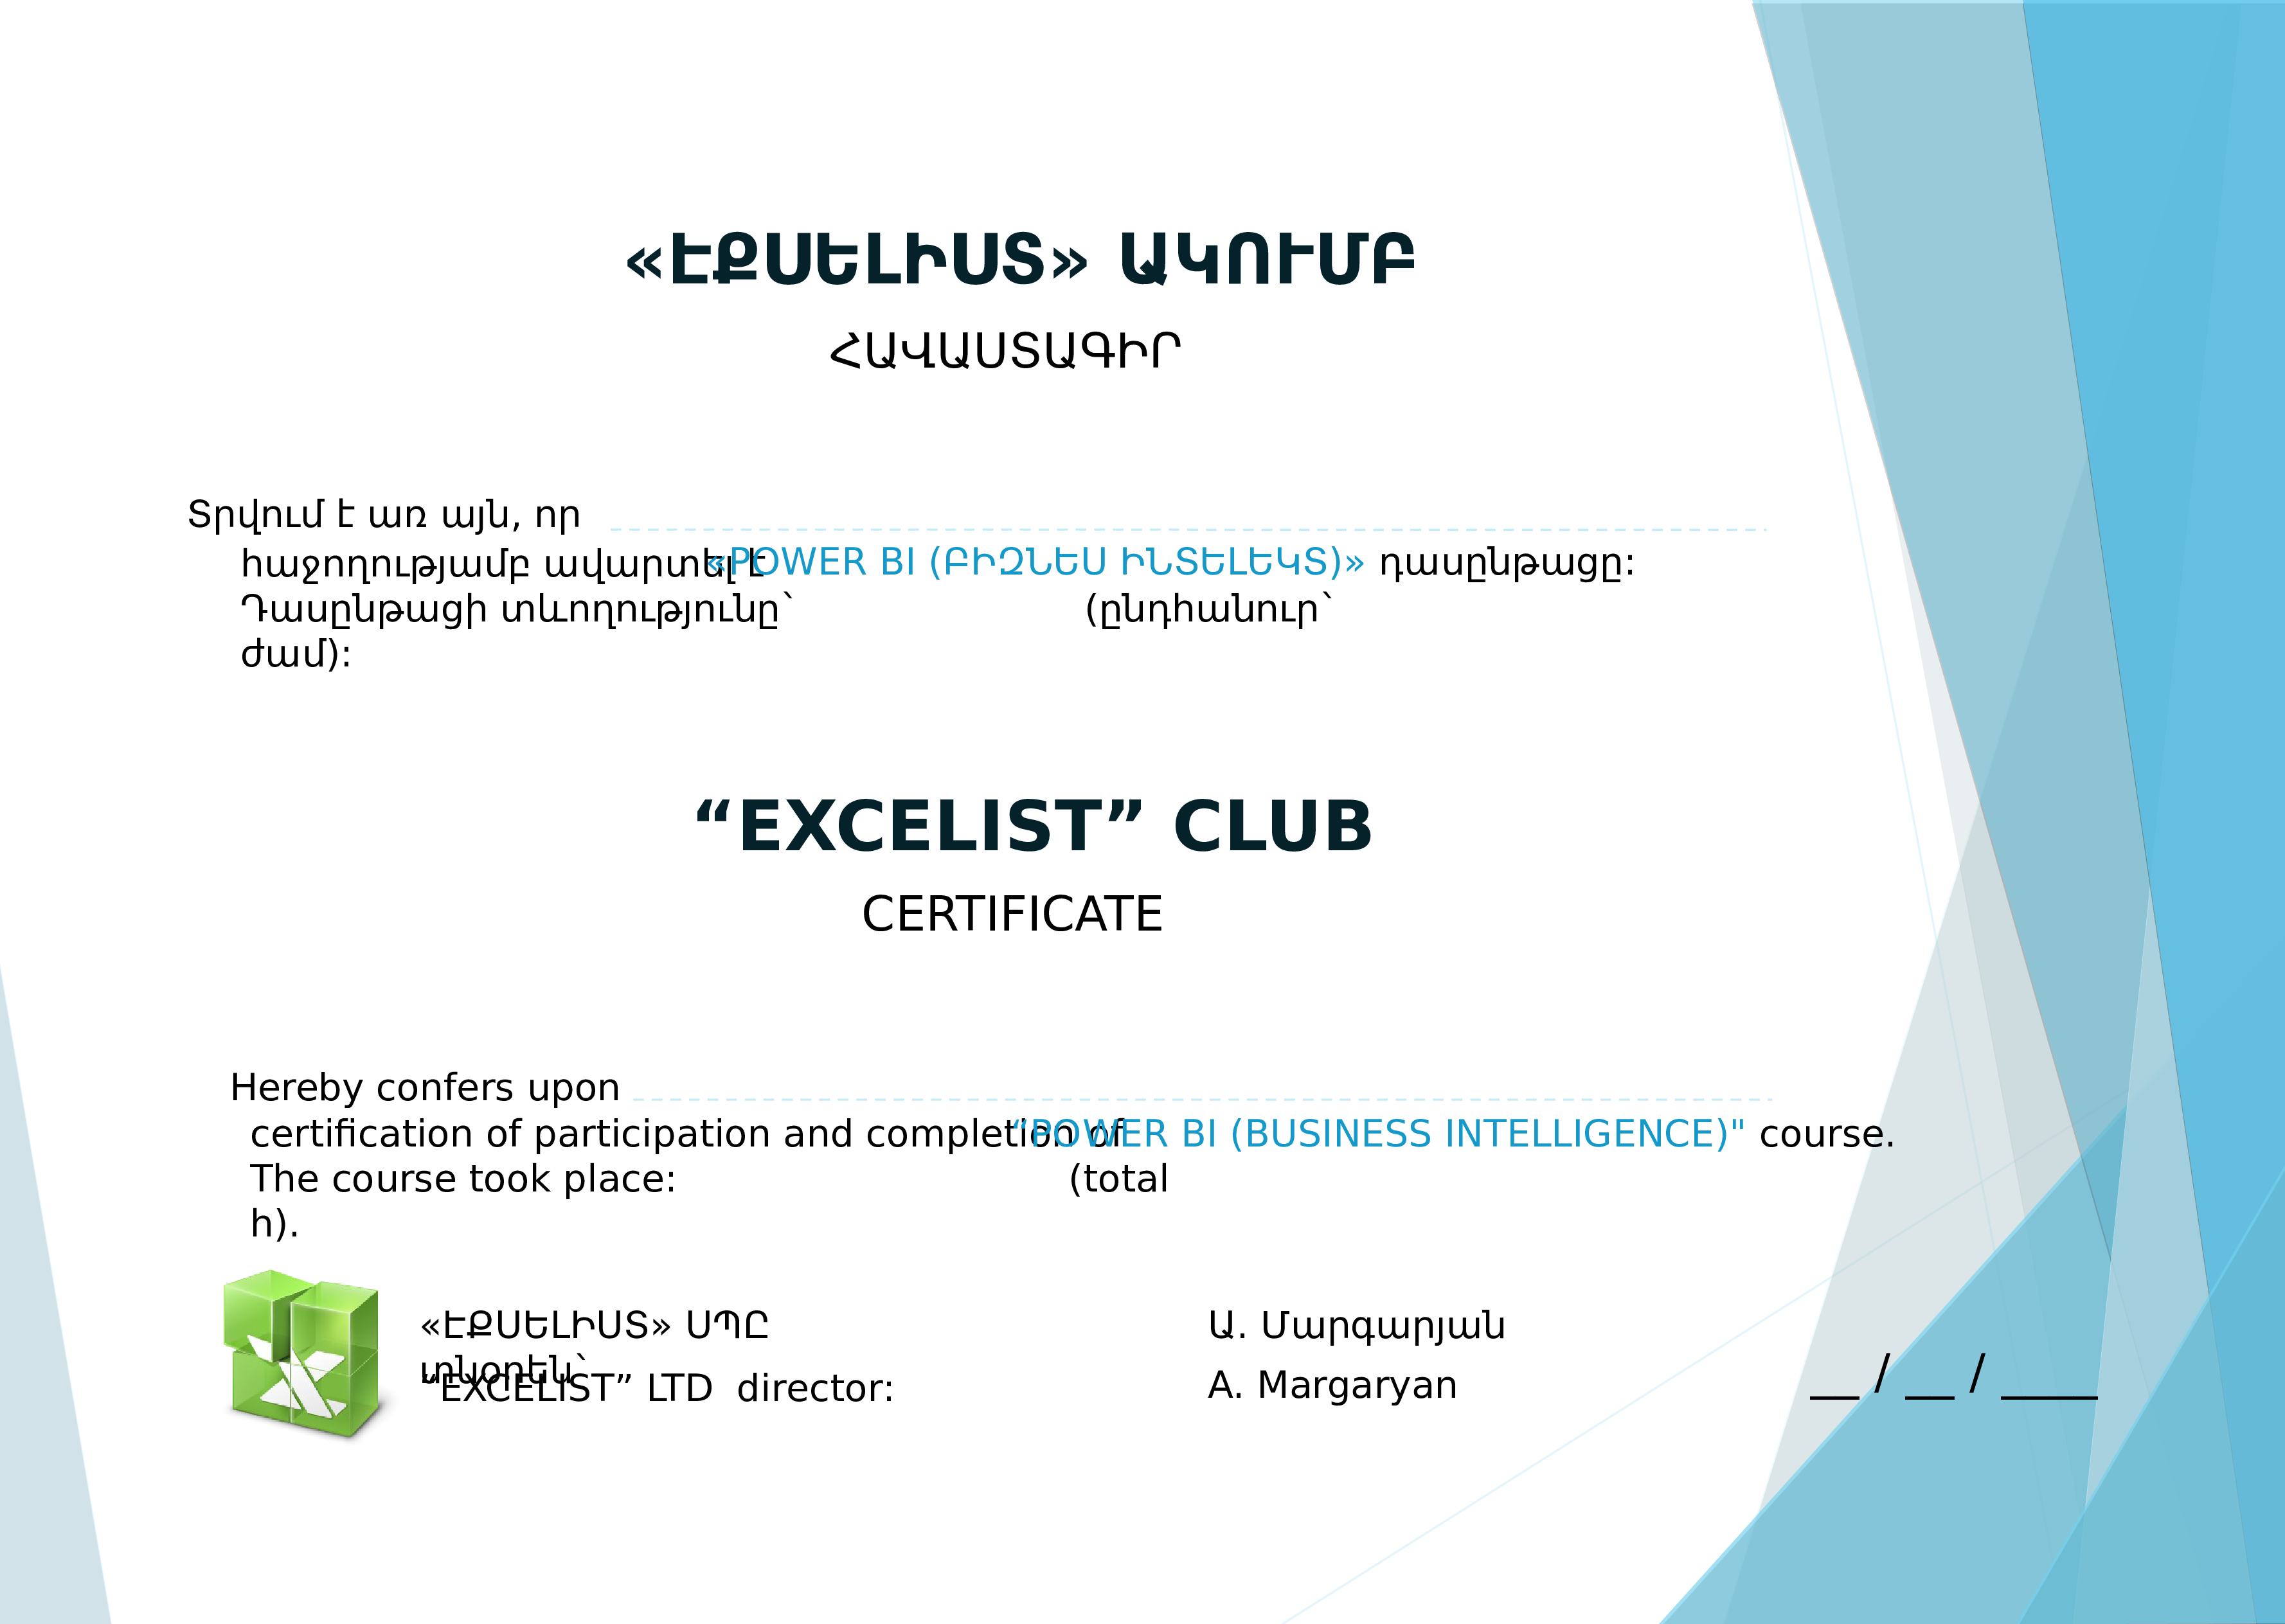 «ԷՔՍԵԼԻՍՏ» ԱԿՈՒՄԲ
ՀԱՎԱՍՏԱԳԻՐ
Տրվում է առ այն, որ
հաջողությամբ ավարտել է «POWER BI (ԲԻԶՆԵՍ ԻՆՏԵԼԵԿՏ)» դասընթացը:
Դասընթացի տևողությունը` (ընդհանուր`
ժամ):
“EXCELIST” CLUB
CERTIFICATE
Hereby confers upon
certification of participation and completion of “POWER BI (BUSINESS INTELLIGENCE)" course.
The course took place: (total
h).
«ԷՔՍԵԼԻՍՏ» ՍՊԸ Ա. Մարգարյան
տնօրեն`
“EXCELIST” LTD director: A. Margaryan __ / __ / ____